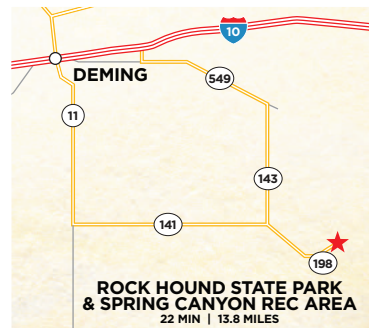 10
DEMING
549
11
143
141
198
ROCK HOUND STATE PARK
& SPRING CANYON REC AREA
22 MIN | 13.8 MILES